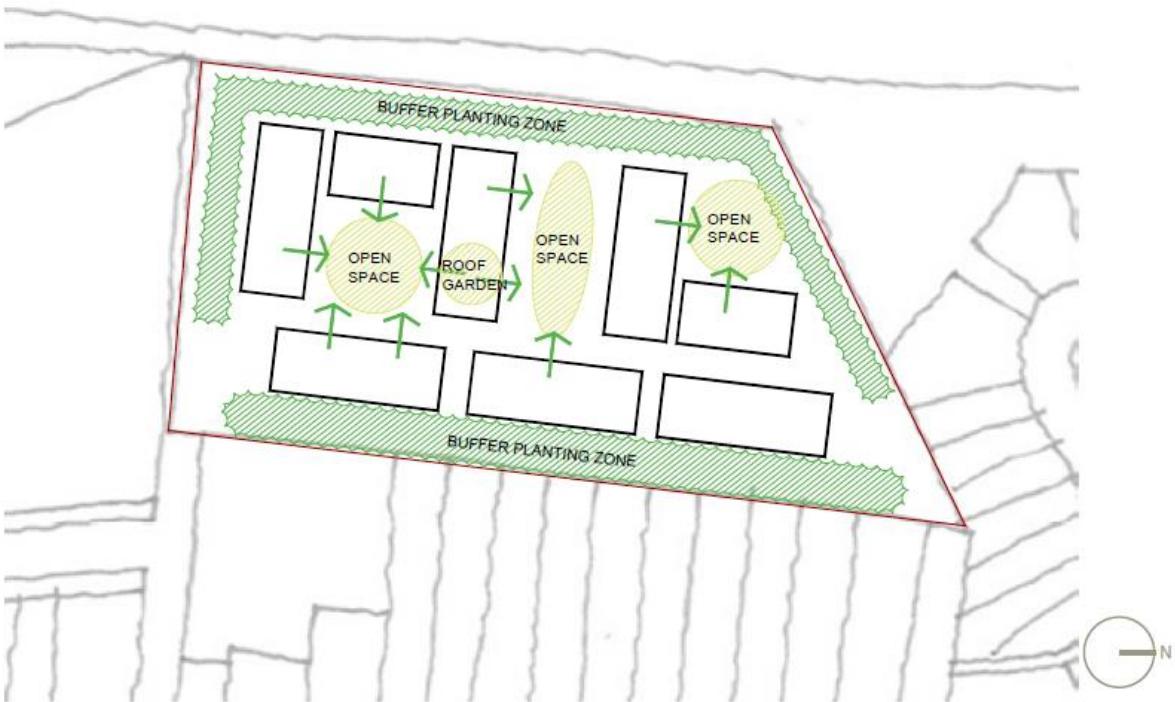 BUFFER PLANTING ZONE
OPEN
SPACE
ROOF
GARDEN
OPEN
SPACE
OPEN
SPACE
BUFFER PLANTING ZONE
N